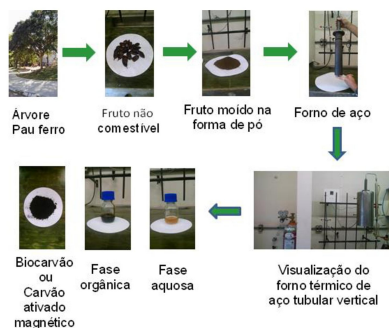 Árvore
Pau ferro
Fruto não
comestível
Fruto moído na
forma de pó
Forno de aço
Biocarvão
ou
Carvão
ativado
magnético
Fase
orgânica
Fase
aquosa
Visualização do
forno térmico de
aço tubular vertical